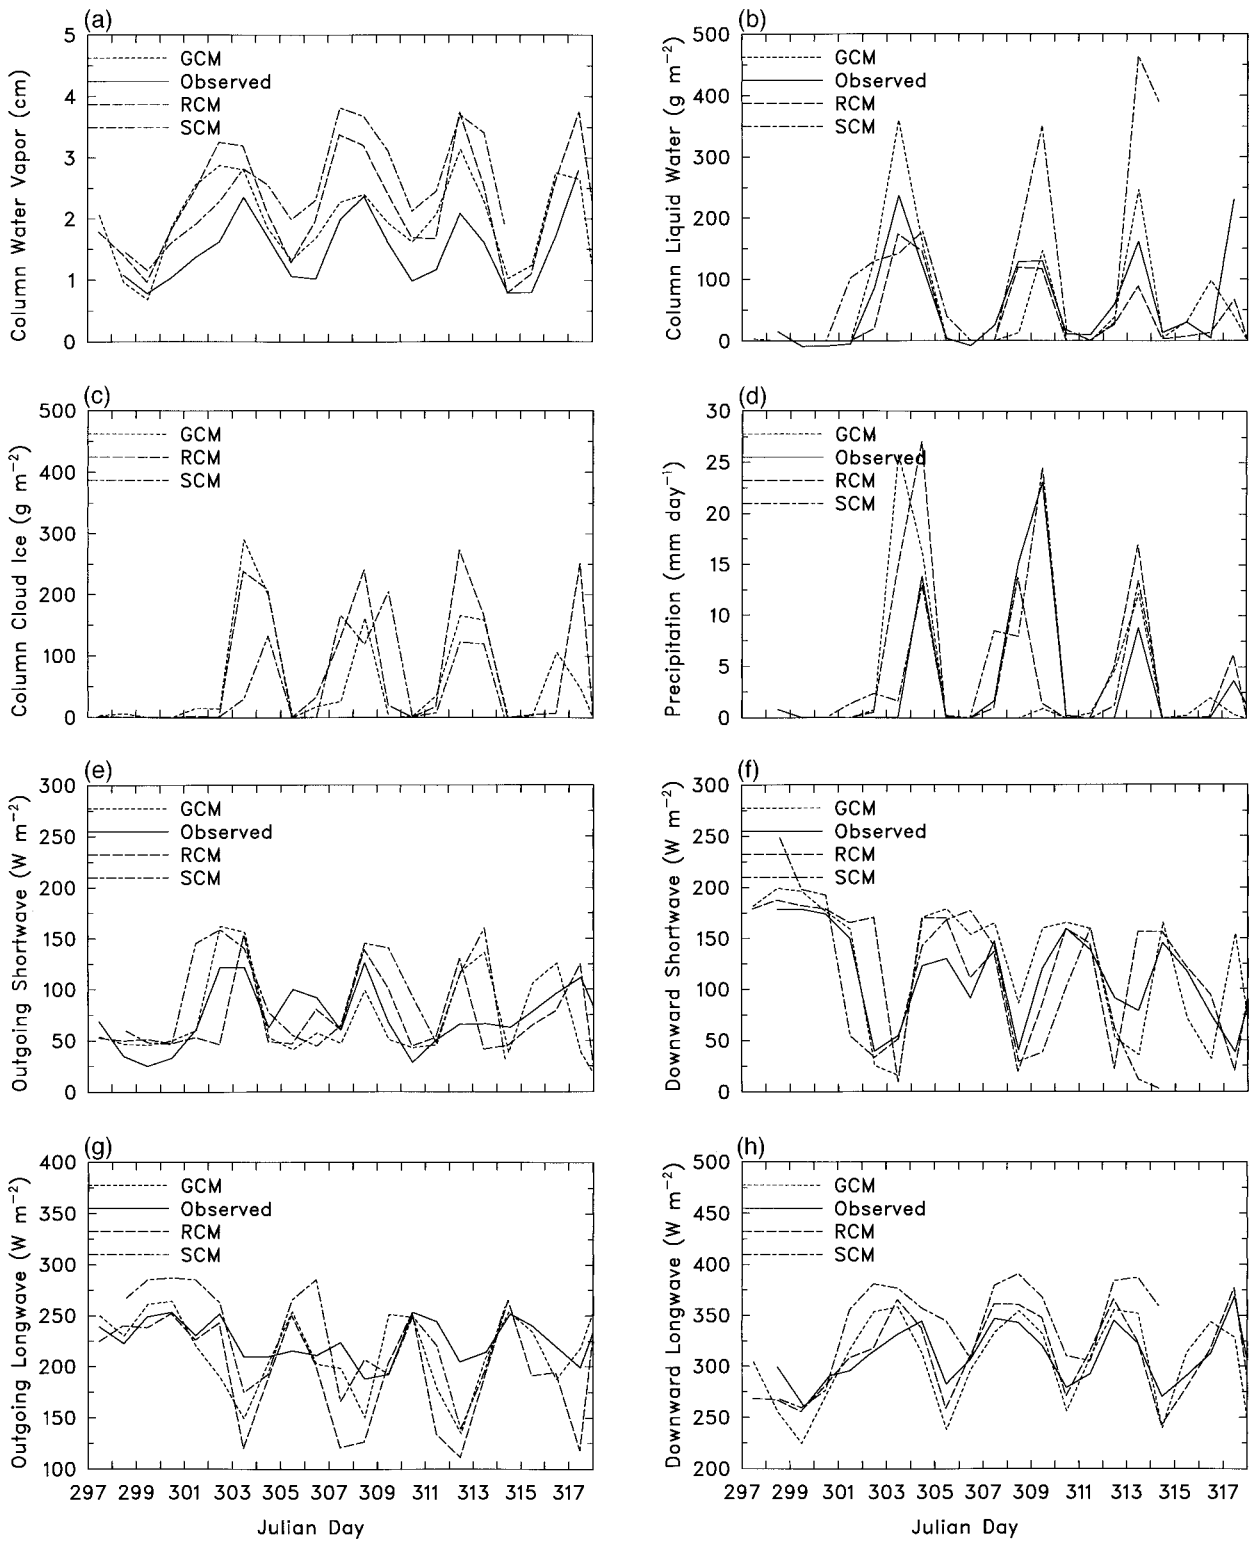 (a)
Column Water Vapor (cm)
5
4
3
2
1
0
GCM
Observed
RCM
SCM
(b)
Column Liquid Water (g m⁻²)
500
400
300
200
100
0
GCM
Observed
RCM
SCM
(c)
Column Cloud Ice (g m⁻²)
500
400
300
200
100
0
GCM
RCM
SCM
(d)
Precipitation (mm day⁻¹)
30
25
20
15
10
5
0
GCM
Observed
RCM
SCM
(e)
Outgoing Shortwave (W m⁻²)
300
250
200
150
100
50
0
GCM
Observed
RCM
SCM
(f)
Downward Shortwave (W m⁻²)
300
250
200
150
100
50
0
GCM
Observed
RCM
SCM
(g)
Outgoing Longwave (W m⁻²)
400
350
300
250
200
150
100
GCM
Observed
RCM
SCM
297 299 301 303 305 307 309 311 313 315 317
Julian Day
(h)
Downward Longwave (W m⁻²)
500
450
400
350
300
250
200
GCM
Observed
RCM
SCM
297 299 301 303 305 307 309 311 313 315 317
Julian Day